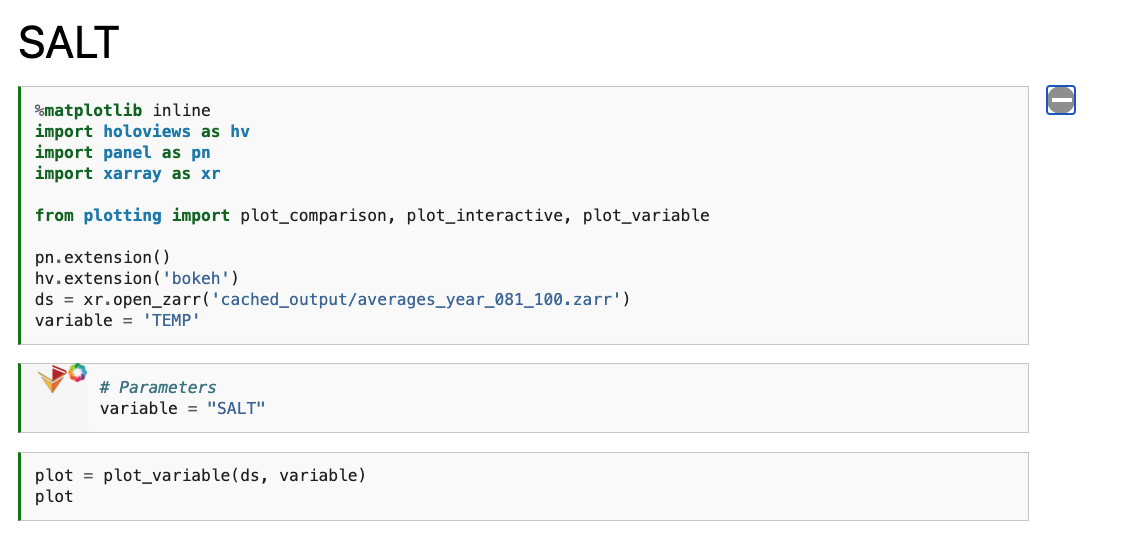 SALT
%matplotlib inline
import holoviews as hv
import panel as pn
import xarray as xr
from plotting import plot_comparison, plot_interactive, plot_variable
pn.extension()
hv.extension('bokeh')
ds = xr.open_zarr('cached_output/averages_year_081_100.zarr')
variable = 'TEMP'
# Parameters
variable = "SALT"
plot = plot_variable(ds, variable)
plot